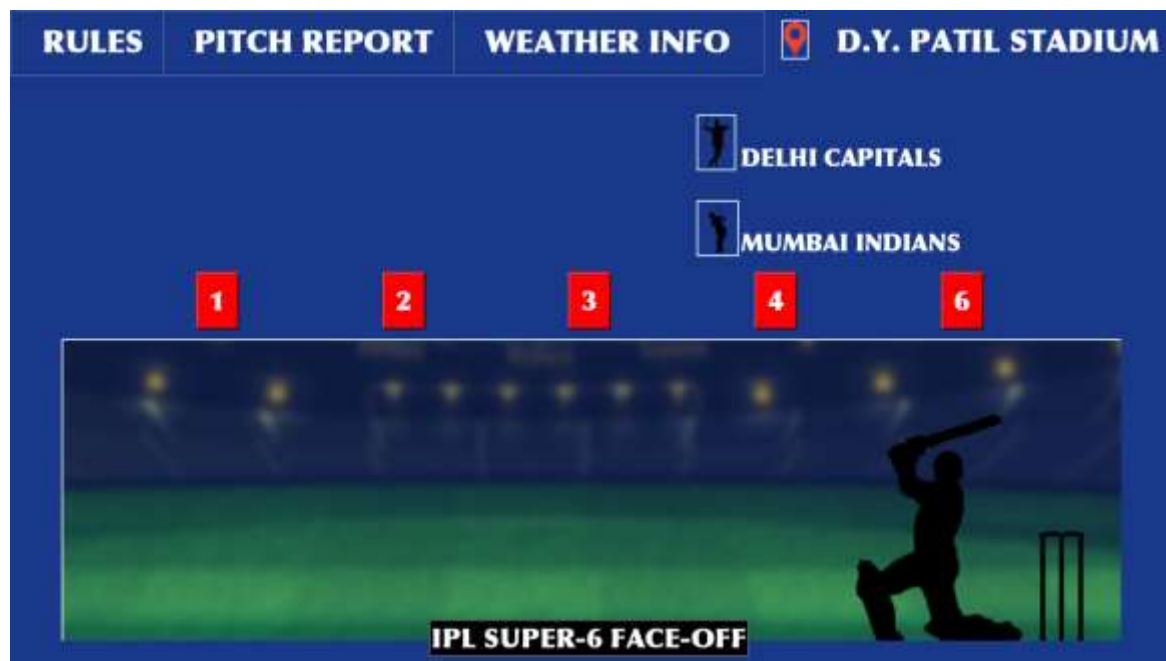 RULES PITCH REPORT WEATHER INFO D.Y. PATIL STADIUM
DELHI CAPITALS
MUMBAI INDIANS
1 2 3 4 6
IPL SUPER-6 FACE-OFF